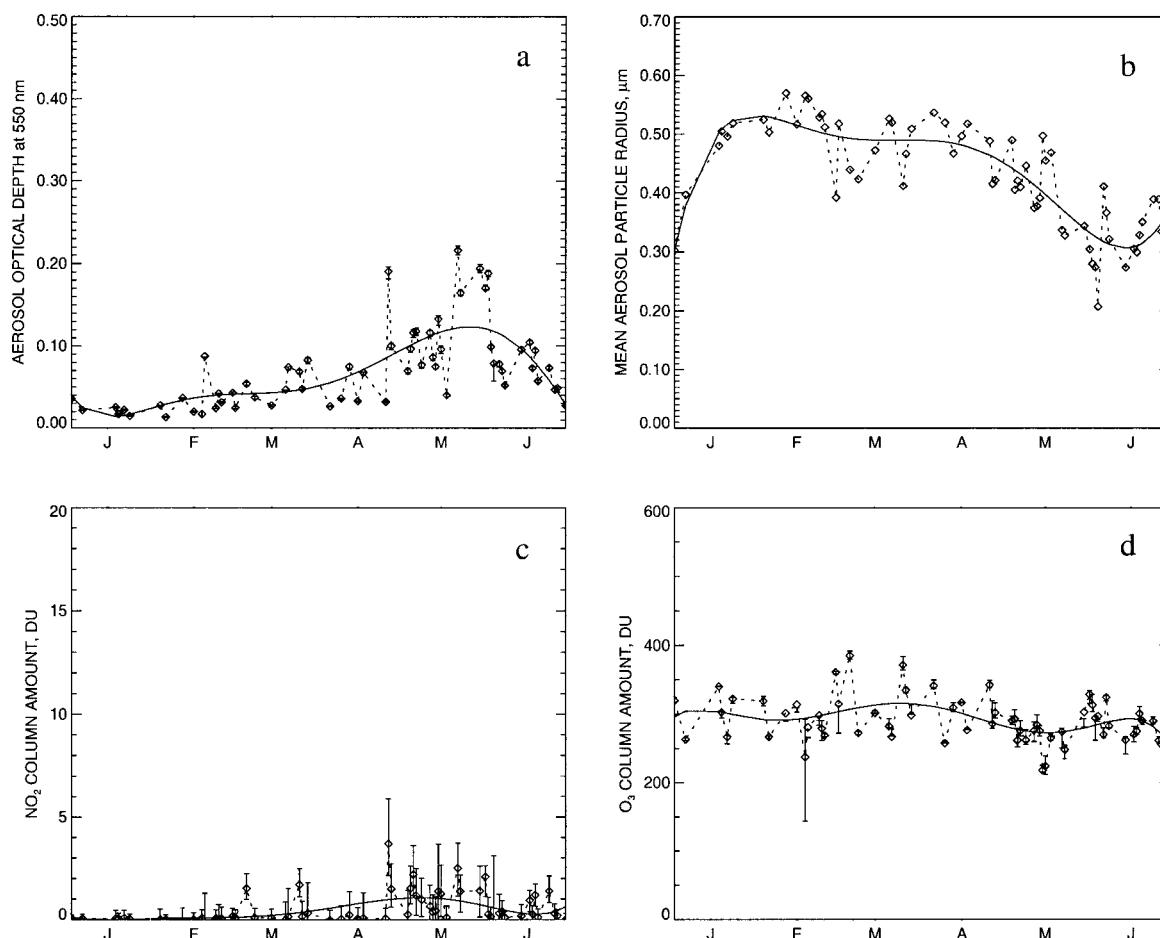 a
AEROSOL OPTICAL DEPTH at 550 nm
0.50
0.40
0.30
0.20
0.10
0.00
J F M A M J
b
MEAN AEROSOL PARTICLE RADIUS, µm
0.70
0.60
0.50
0.40
0.30
0.20
0.10
0.00
J F M A M J
c
NO₂ COLUMN AMOUNT, DU
20
15
10
5
0
J F M A M J
d
O₃ COLUMN AMOUNT, DU
600
400
200
0
J F M A M J